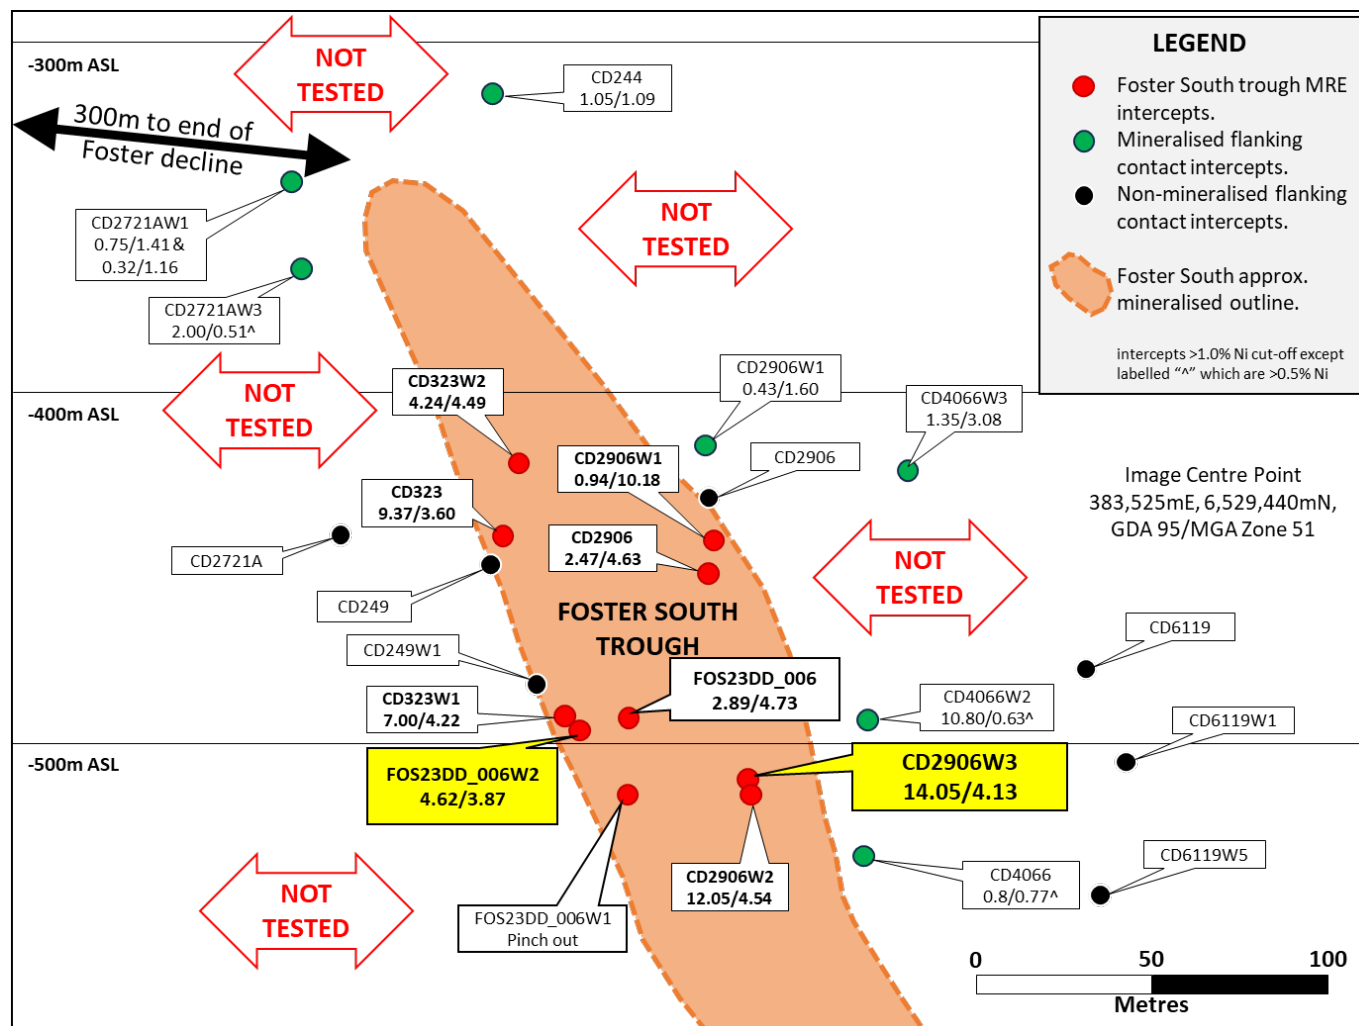 -300m ASL
NOT
TESTED
CD244
1.05/1.09
300m to end of
Foster decline
CD2721AW1
0.75/1.41 &
0.32/1.16
CD2721AW3
2.00/0.51^
NOT
TESTED
LEGEND
Foster South trough MRE
intercepts.
Mineralised flanking
contact intercepts.
Non-mineralised flanking
contact intercepts.
Foster South approx.
mineralised outline.
intercepts >1.0% Ni cut-off except
labelled “^” which are >0.5% Ni
-400m ASL
NOT
TESTED
CD323W2
4.24/4.49
CD2906W1
0.43/1.60
CD4066W3
1.35/3.08
CD2906W1
0.94/10.18
CD2906
CD323
9.37/3.60
CD2906
2.47/4.63
CD2721A
CD249
Image Centre Point
383,525mE, 6,529,440mN,
GDA 95/MGA Zone 51
NOT
TESTED
FOSTER SOUTH
TROUGH
CD249W1
CD323W1
7.00/4.22
FOS23DD_006
2.89/4.73
CD6119
CD4066W2
10.80/0.63^
CD6119W1
-500m ASL
FOS23DD_006W2
4.62/3.87
CD2906W3
14.05/4.13
NOT
TESTED
FOS23DD_006W1
Pinch out
CD2906W2
12.05/4.54
CD4066
0.8/0.77^
CD6119W5
0 50 100
Metres